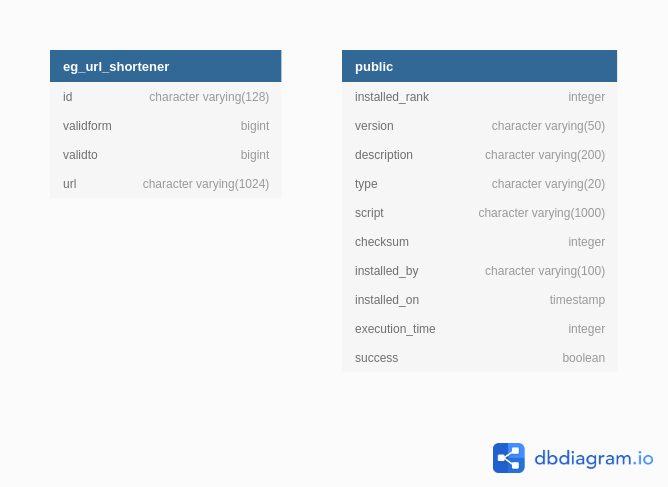 eg_url_shortener
id character varying(128)
validform bigint
validto bigint
url character varying(1024)
public
installed_rank integer
version character varying(50)
description character varying(200)
type character varying(20)
script character varying(1000)
checksum integer
installed_by character varying(100)
installed_on timestamp
execution_time integer
success boolean
dbdiagram.io